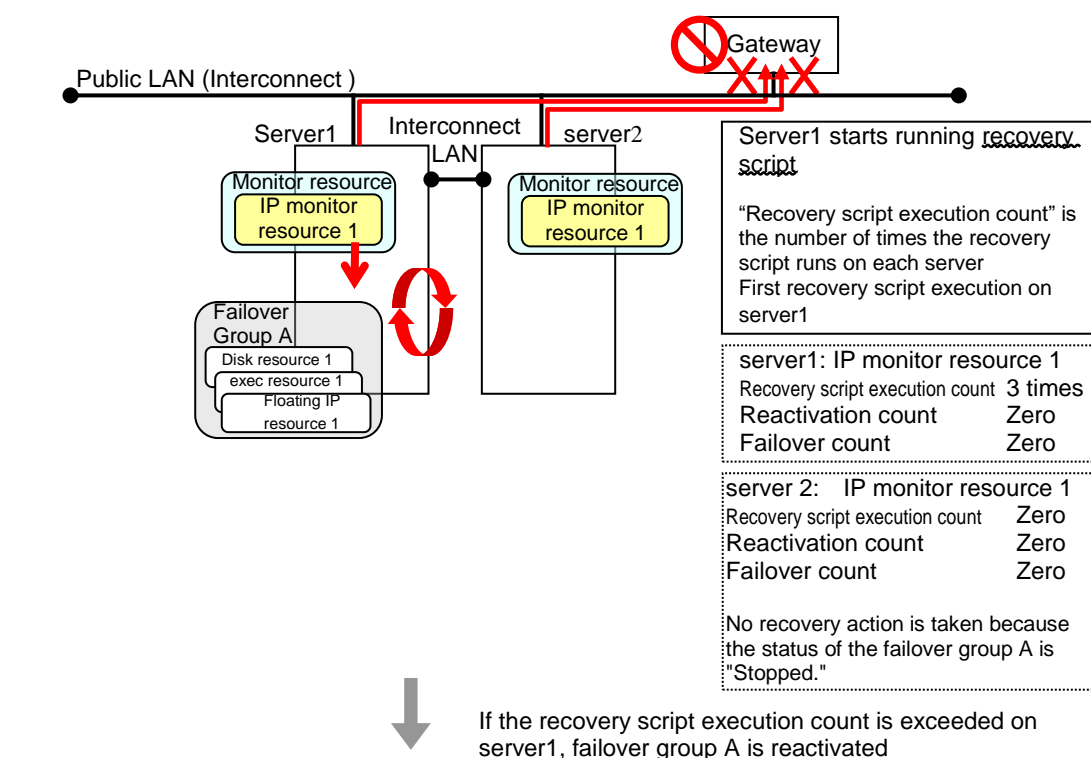 Gateway
Public LAN (Interconnect )
Server1
Interconnect
LAN
server2
Monitor resource
IP monitor
resource 1
Monitor resource
IP monitor
resource 1
Failover
Group A
Disk resource 1
exec resource 1
Floating IP
resource 1
Server1 starts running recovery
script
“Recovery script execution count” is
the number of times the recovery
script runs on each server
First recovery script execution on
server1
server1: IP monitor resource 1
Recovery script execution count 3 times
Reactivation count Zero
Failover count Zero
server 2: IP monitor resource 1
Recovery script execution count Zero
Reactivation count Zero
Failover count Zero
No recovery action is taken because
the status of the failover group A is
"Stopped."
If the recovery script execution count is exceeded on
server1, failover group A is reactivated